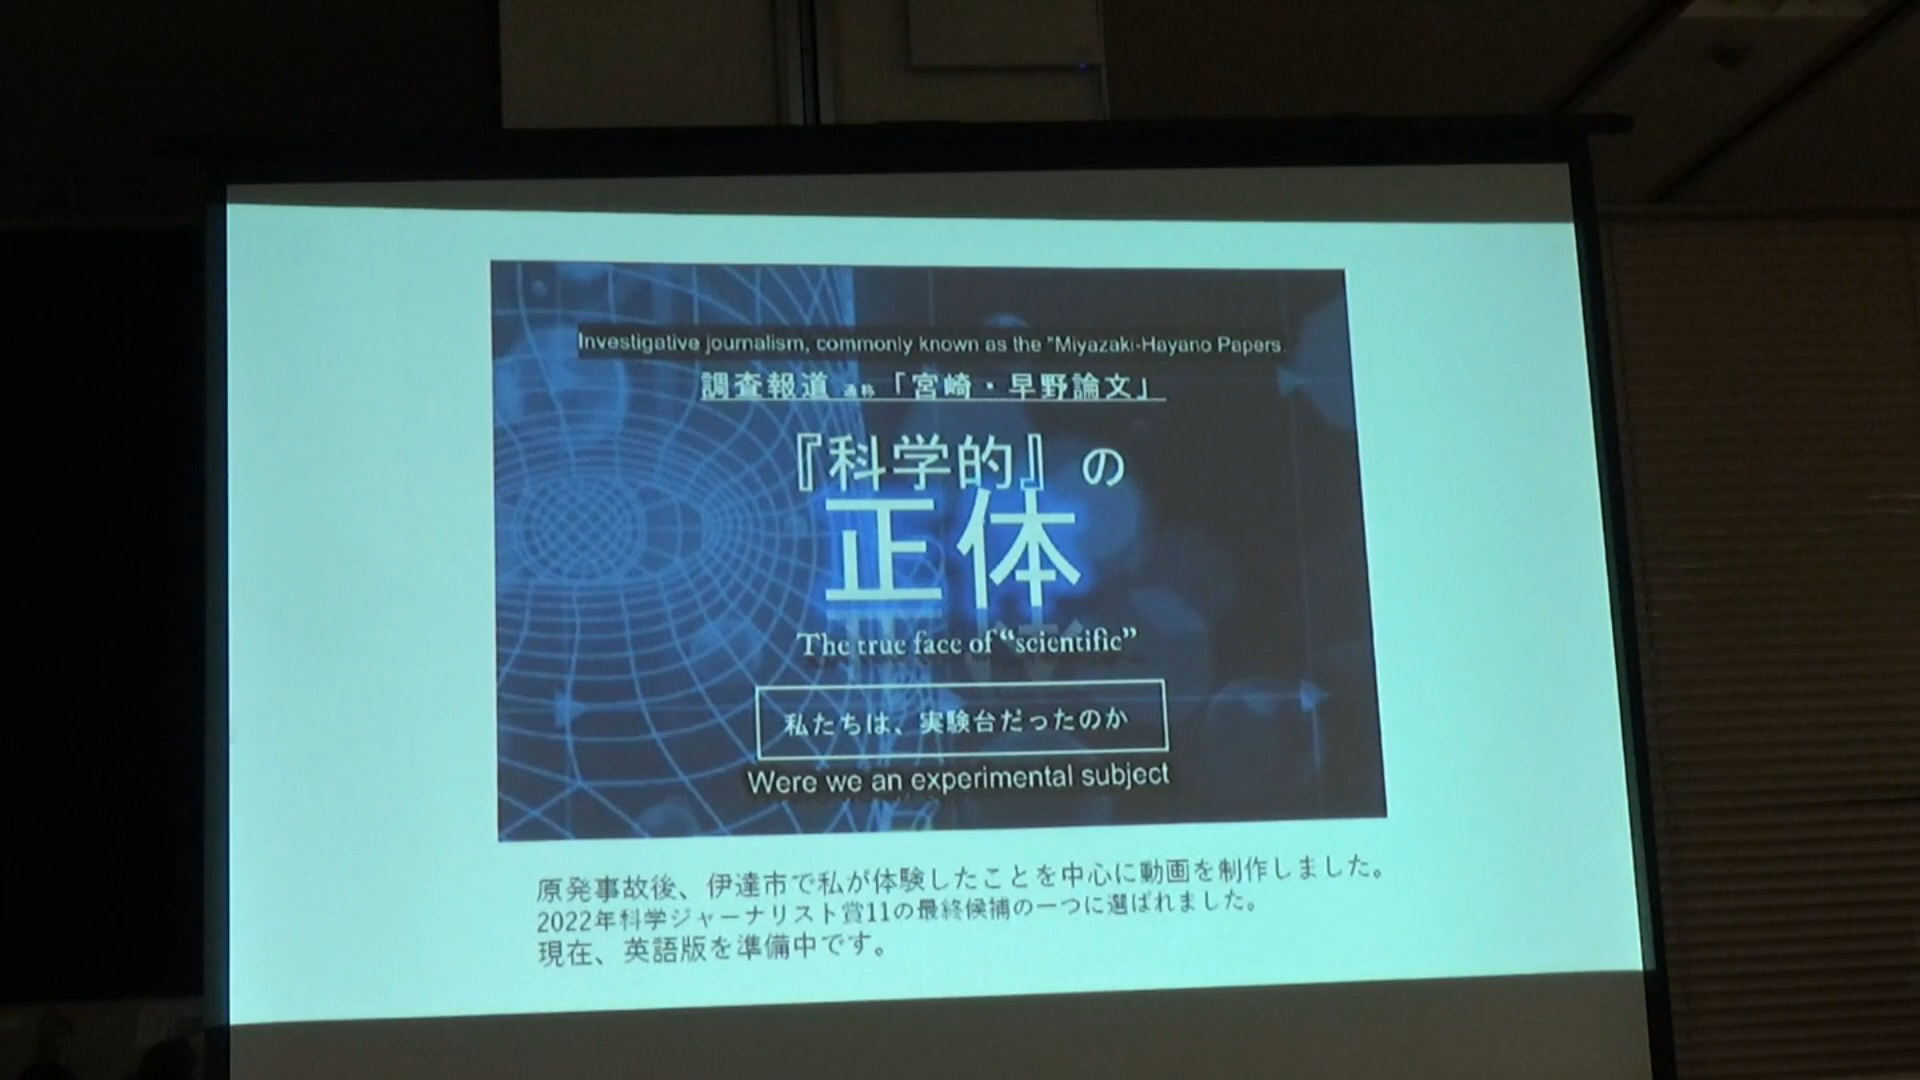 Investigative journalism, commonly known as the "Miyazaki-Hayano Papers
調査報道 通称「宮崎・早野論文」
『科学的』の
正体
The true face of “scientific”
私たちは、実験台だったのか
Were we an experimental subject
原発事故後、伊達市で私が体験したことを中心に動画を制作しました。
2022年科学ジャーナリスト賞11の最終候補の一つに選ばれました。
現在、英語版を準備中です。